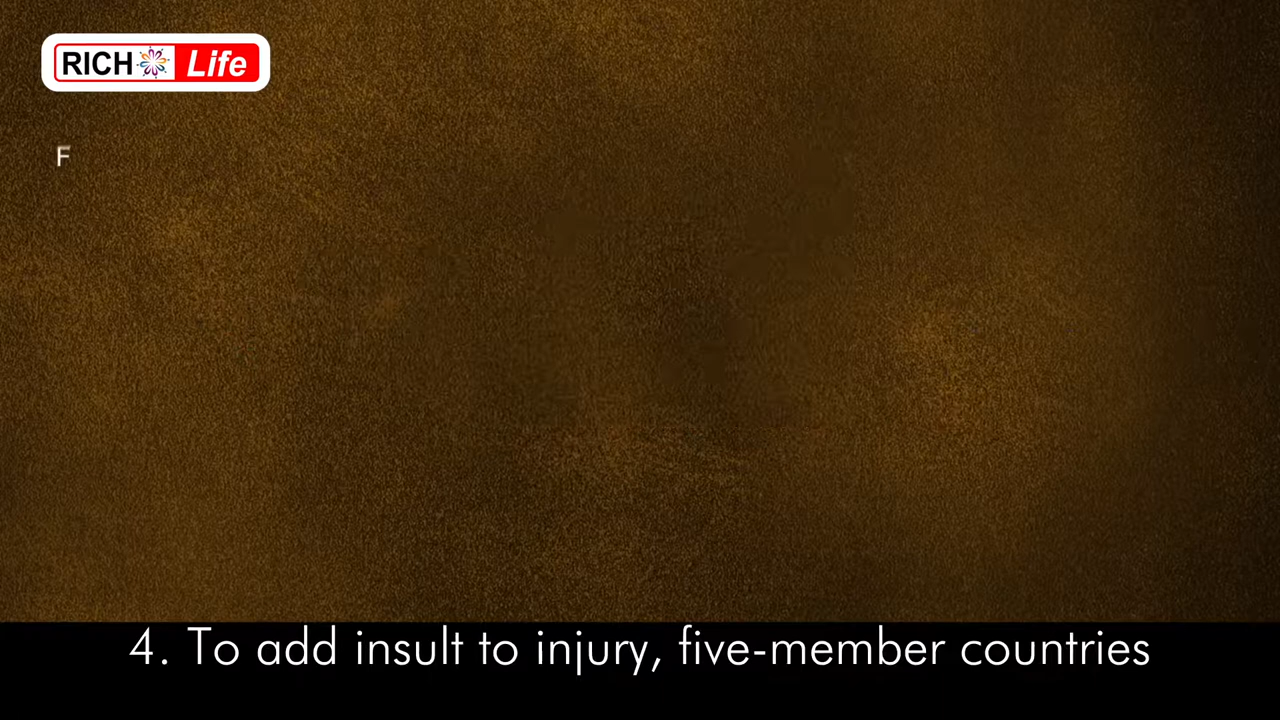 RICH Life
F
4. To add insult to injury, five-member countries